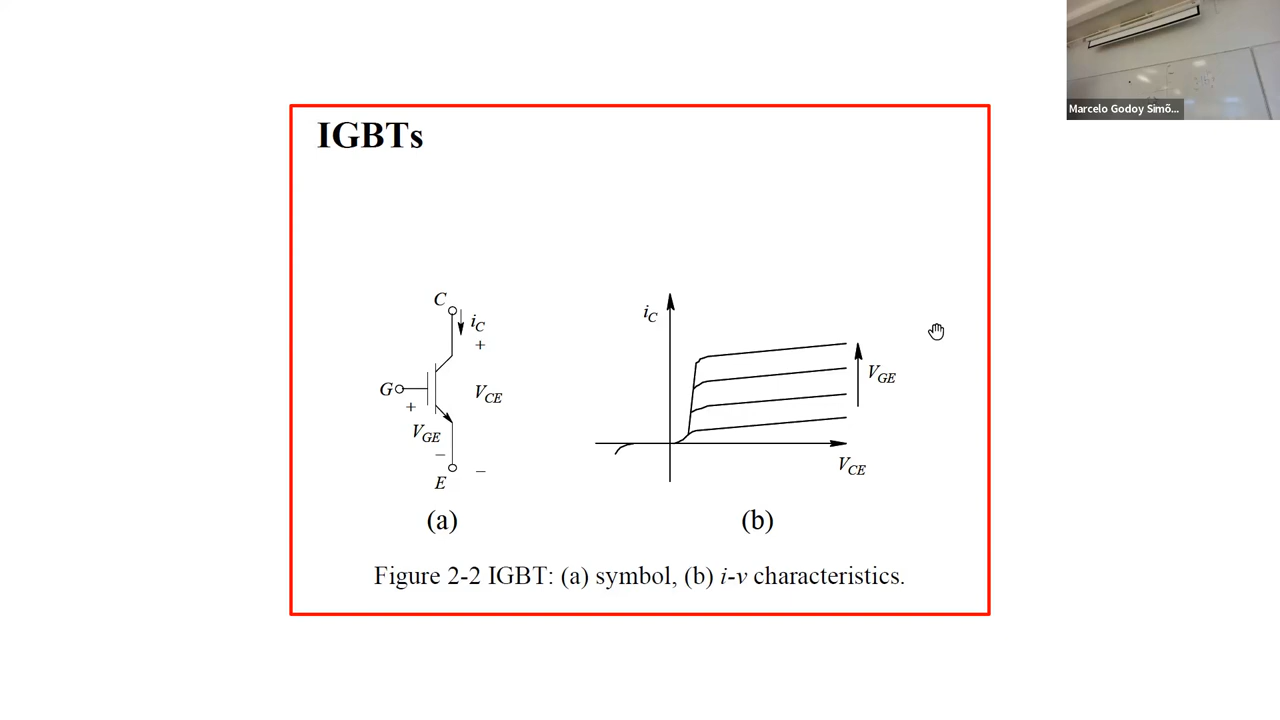 Marcelo Godoy Simõ...
IGBTs
C
iC
+
G
+
VCE
VGE
−
E
−
(a)
iC
VGE
VCE
(b)
Figure 2-2 IGBT: (a) symbol, (b) i-v characteristics.